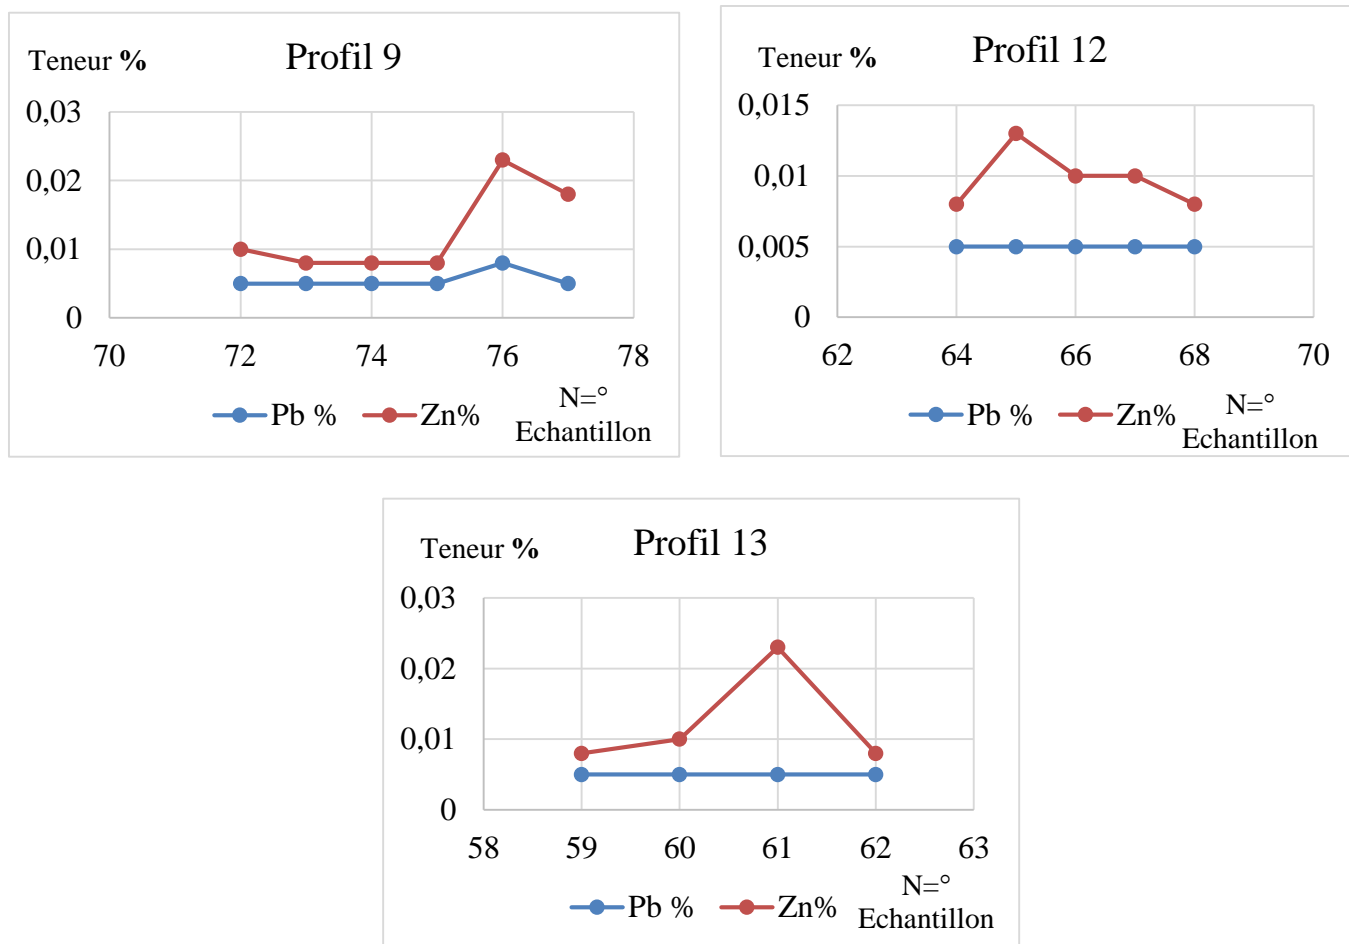 Teneur %
Profil 9
0,03
0,02
0,01
0
70 72 74 76 78
Pb % Zn%
N=°
Echantillon
Teneur %
Profil 12
0,015
0,01
0,005
0
62 64 66 68 70
Pb % Zn%
N=°
Echantillon
Teneur %
Profil 13
0,03
0,02
0,01
0
58 59 60 61 62 63
Pb % Zn%
N=°
Echantillon